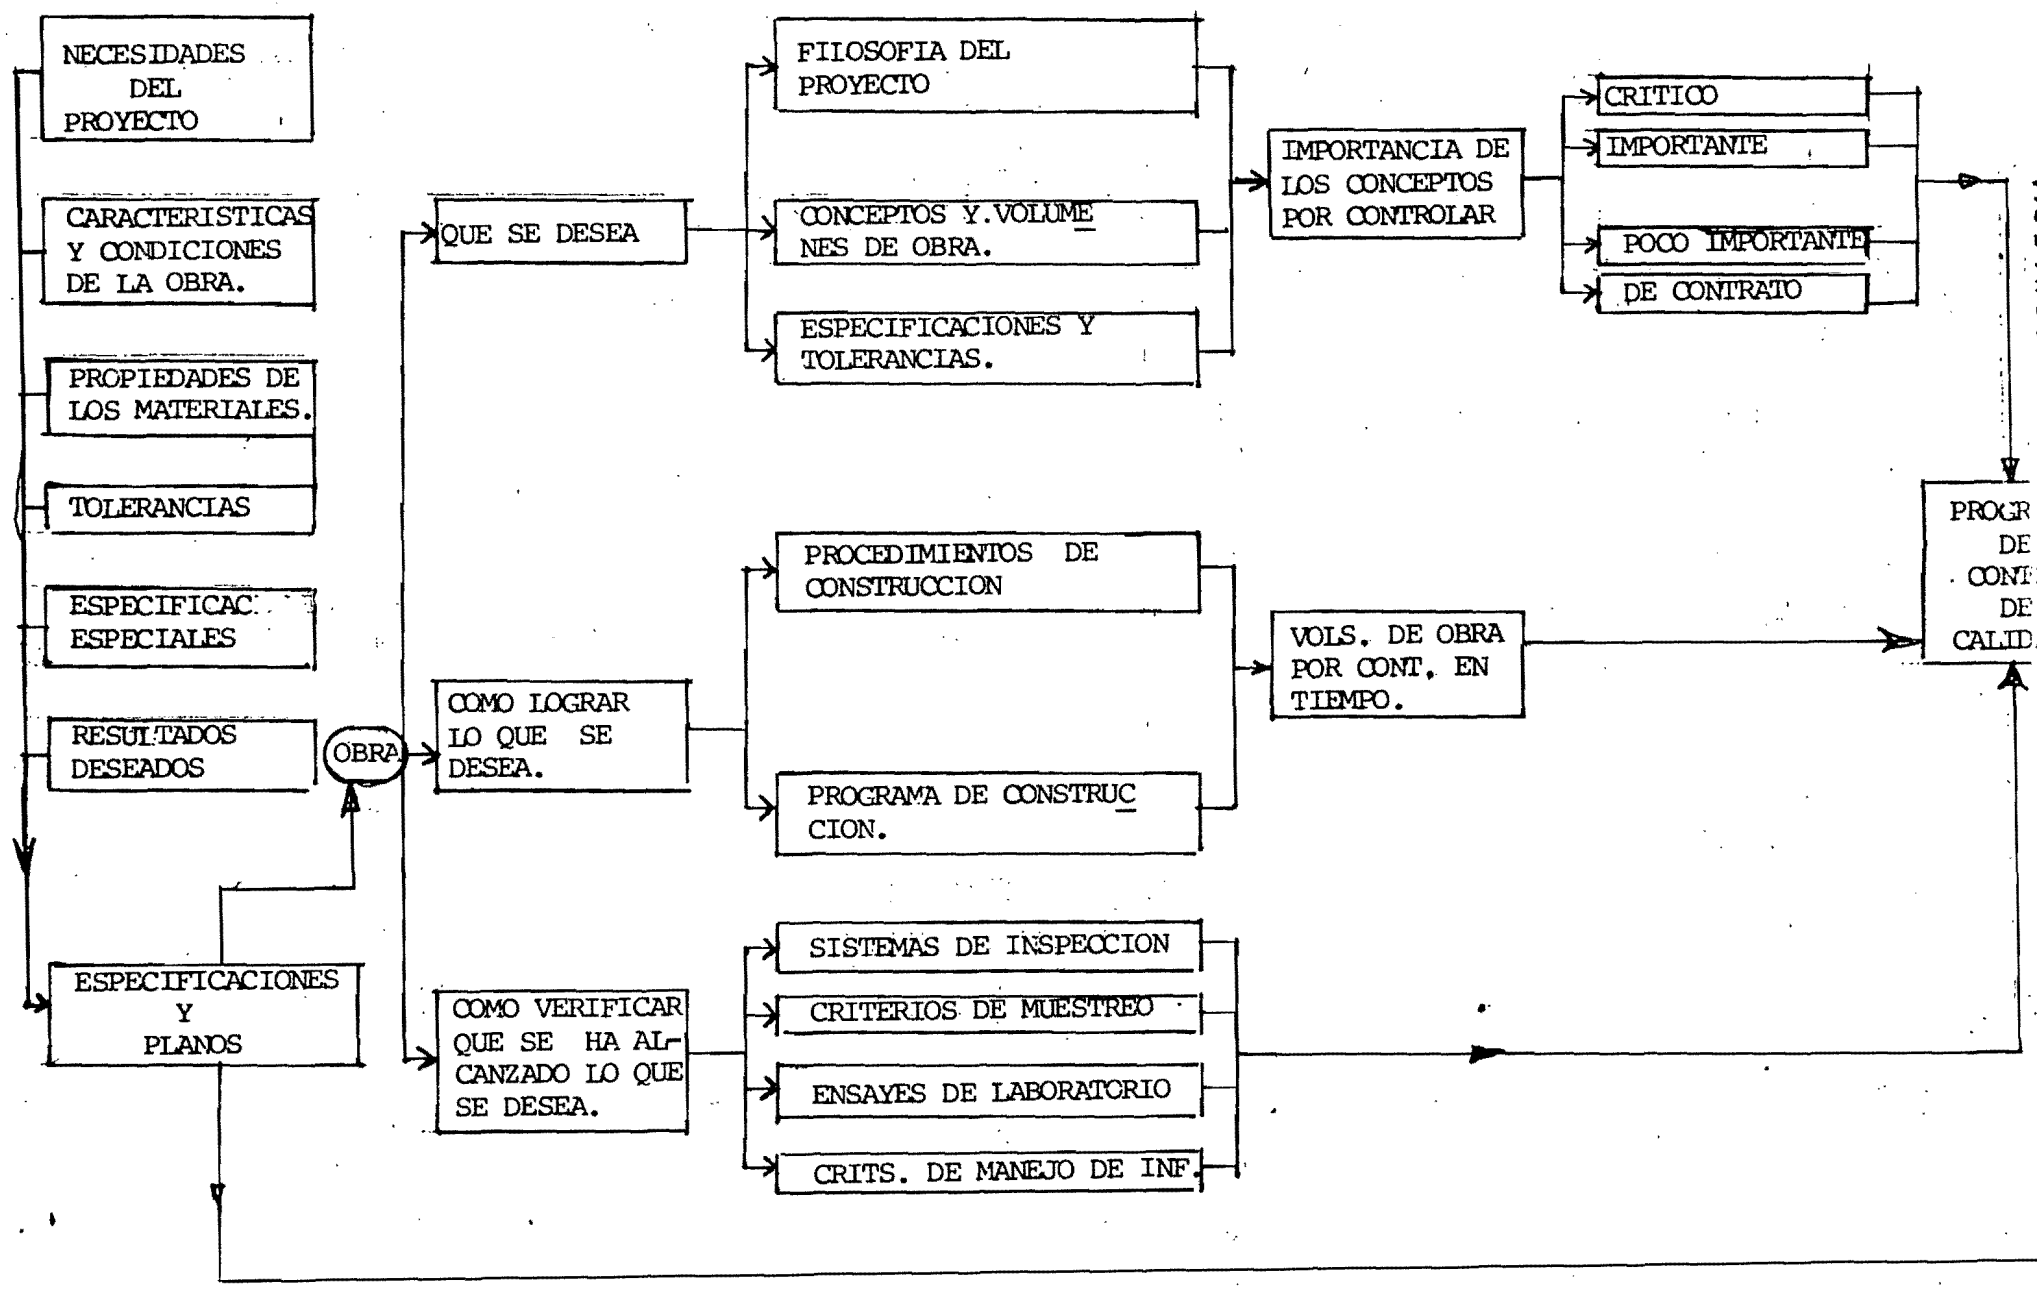 NECESIDADES
DEL
PROYECTO
CARACTERISTICAS
Y CONDICIONES
DE LA OBRA.
PROPIEDADES DE
LOS MATERIALES.
TOLERANCIAS
ESPECIFICAC
ESPECIALES
RESULTADOS
DESEADOS
ESPECIFICACIONES
Y
PLANOS
OBRA
QUE SE DESEA
COMO LOGRAR
LO QUE SE
DESEA.
COMO VERIFICAR
QUE SE HA AL-
CANZADO LO QUE
SE DESEA.
FILOSOFIA DEL
PROYECTO
CONCEPTOS Y.VOLUME
NES DE OBRA.
ESPECIFICACIONES Y
TOLERANCIAS.
PROCEDIMIENTOS DE
CONSTRUCCION
PROGRAMA DE CONSTRUC
CION.
SISTEMAS DE INSPECCION
CRITERIOS DE MUESTREO
ENSAYES DE LABORATORIO
CRITS. DE MANEJO DE INF.
IMPORTANCIA DE
LOS CONCEPTOS
POR CONTROLAR
VOLS. DE OBRA
POR CONT. EN
TIEMPO.
CRITICO
IMPORTANTE
POCO IMPORTANTE
DE CONTRATO
PROGR
DE
CONT
DE
CALID